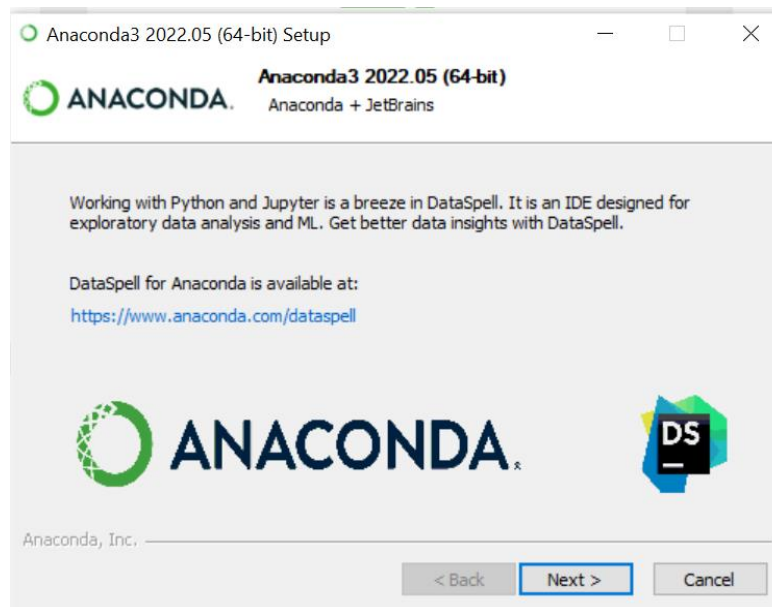 Anaconda3 2022.05 (64-bit) Setup
ANACONDA.
Anaconda3 2022.05 (64-bit)
Anaconda + JetBrains
Working with Python and Jupyter is a breeze in DataSpell. It is an IDE designed for
exploratory data analysis and ML. Get better data insights with DataSpell.
DataSpell for Anaconda is available at:
https://www.anaconda.com/dataspell
ANACONDA.
DS
Anaconda, Inc.
< Back Next > Cancel